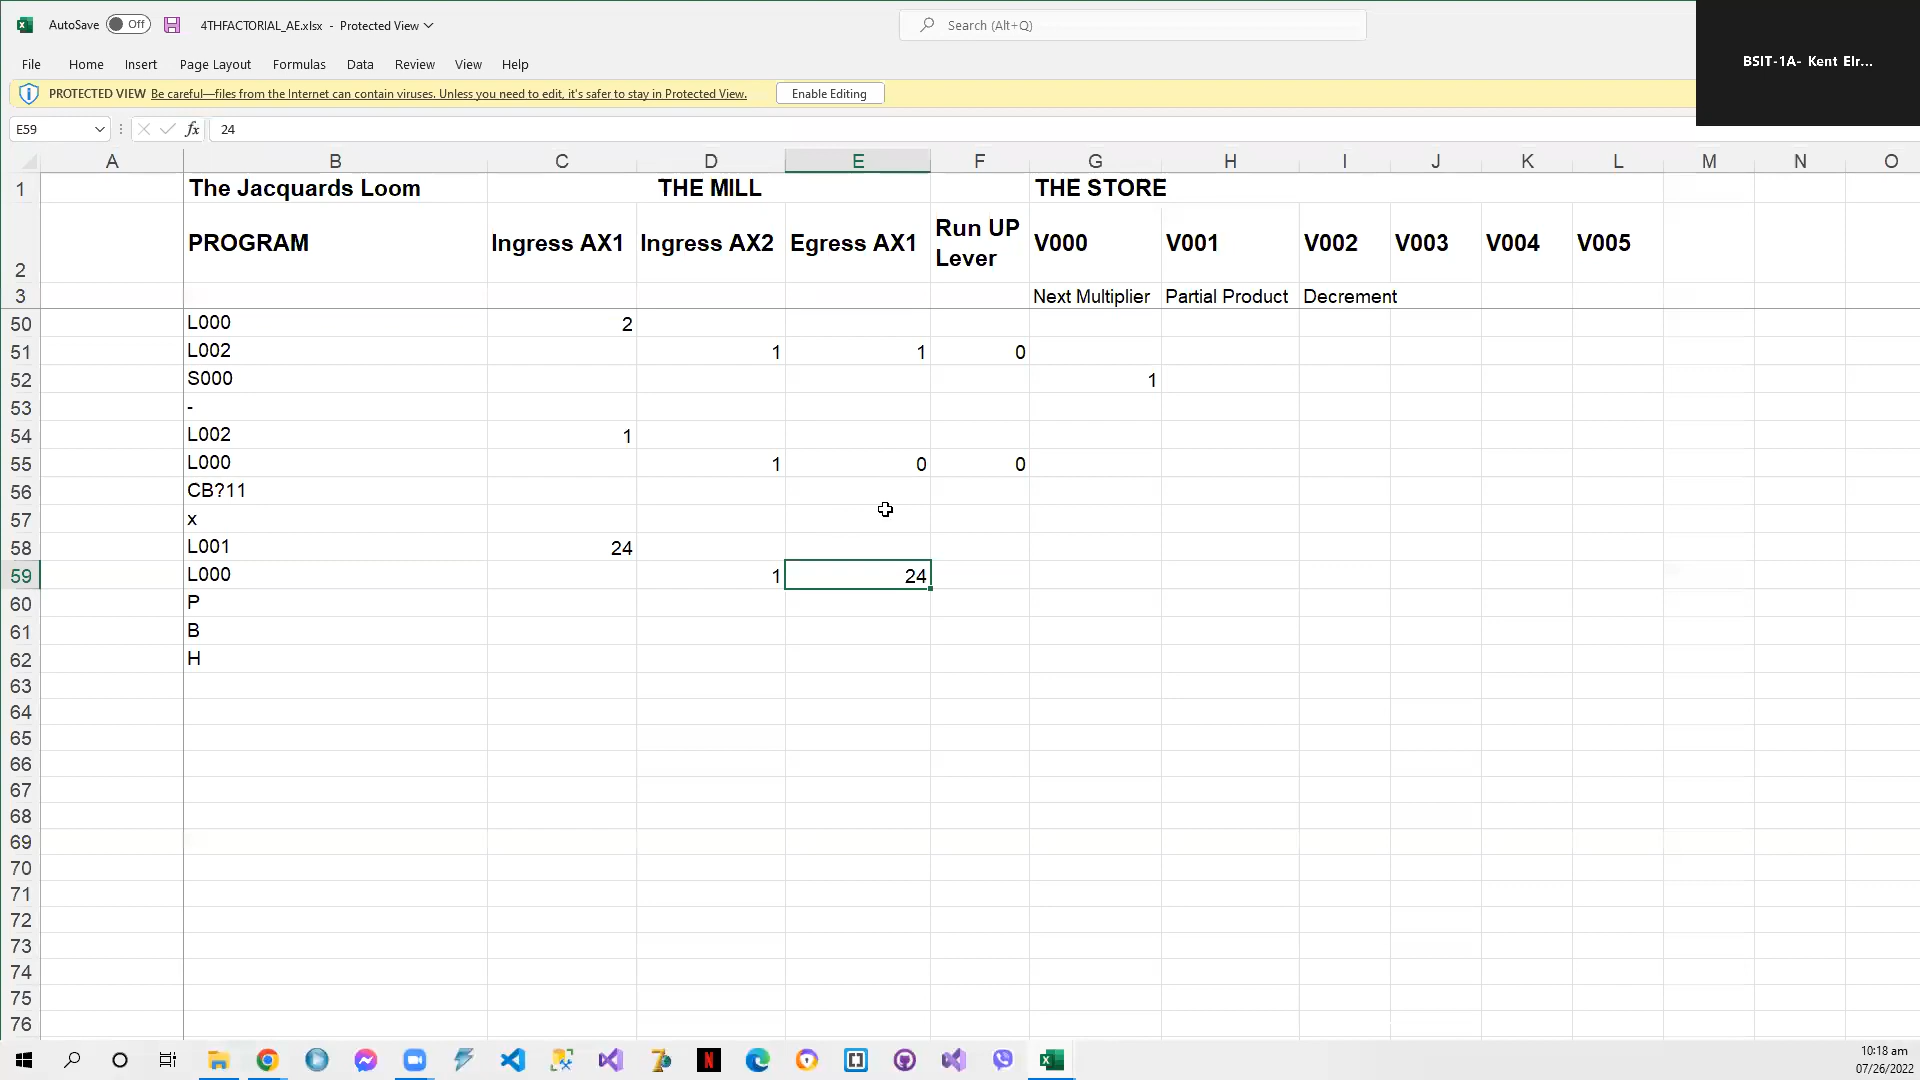 AutoSave Off 4THFACTORIAL_AE.xlsx - Protected View Search (Alt+Q)
BSIT-1A- Kent Elr...
File Home Insert Page Layout Formulas Data Review View Help
PROTECTED VIEW Be careful—files from the Internet can contain viruses. Unless you need to edit, it's safer to stay in Protected View. Enable Editing
E59 fx 24
A B C D E F G H I J K L M N O
1 The Jacquards Loom THE MILL THE STORE
2 PROGRAM Ingress AX1 Ingress AX2 Egress AX1 Run UP Lever V000 V001 V002 V003 V004 V005
3 Next Multiplier Partial Product Decrement
50 L000 2
51 L002 1 1 0
52 S000 1
53 -
54 L002 1
55 L000 1 0 0
56 CB?11
57 x
58 L001 24
59 L000 1 24
60 P
61 B
62 H
63
64
65
66
67
68
69
70
71
72
73
74
75
76
10:18 am
07/26/2022